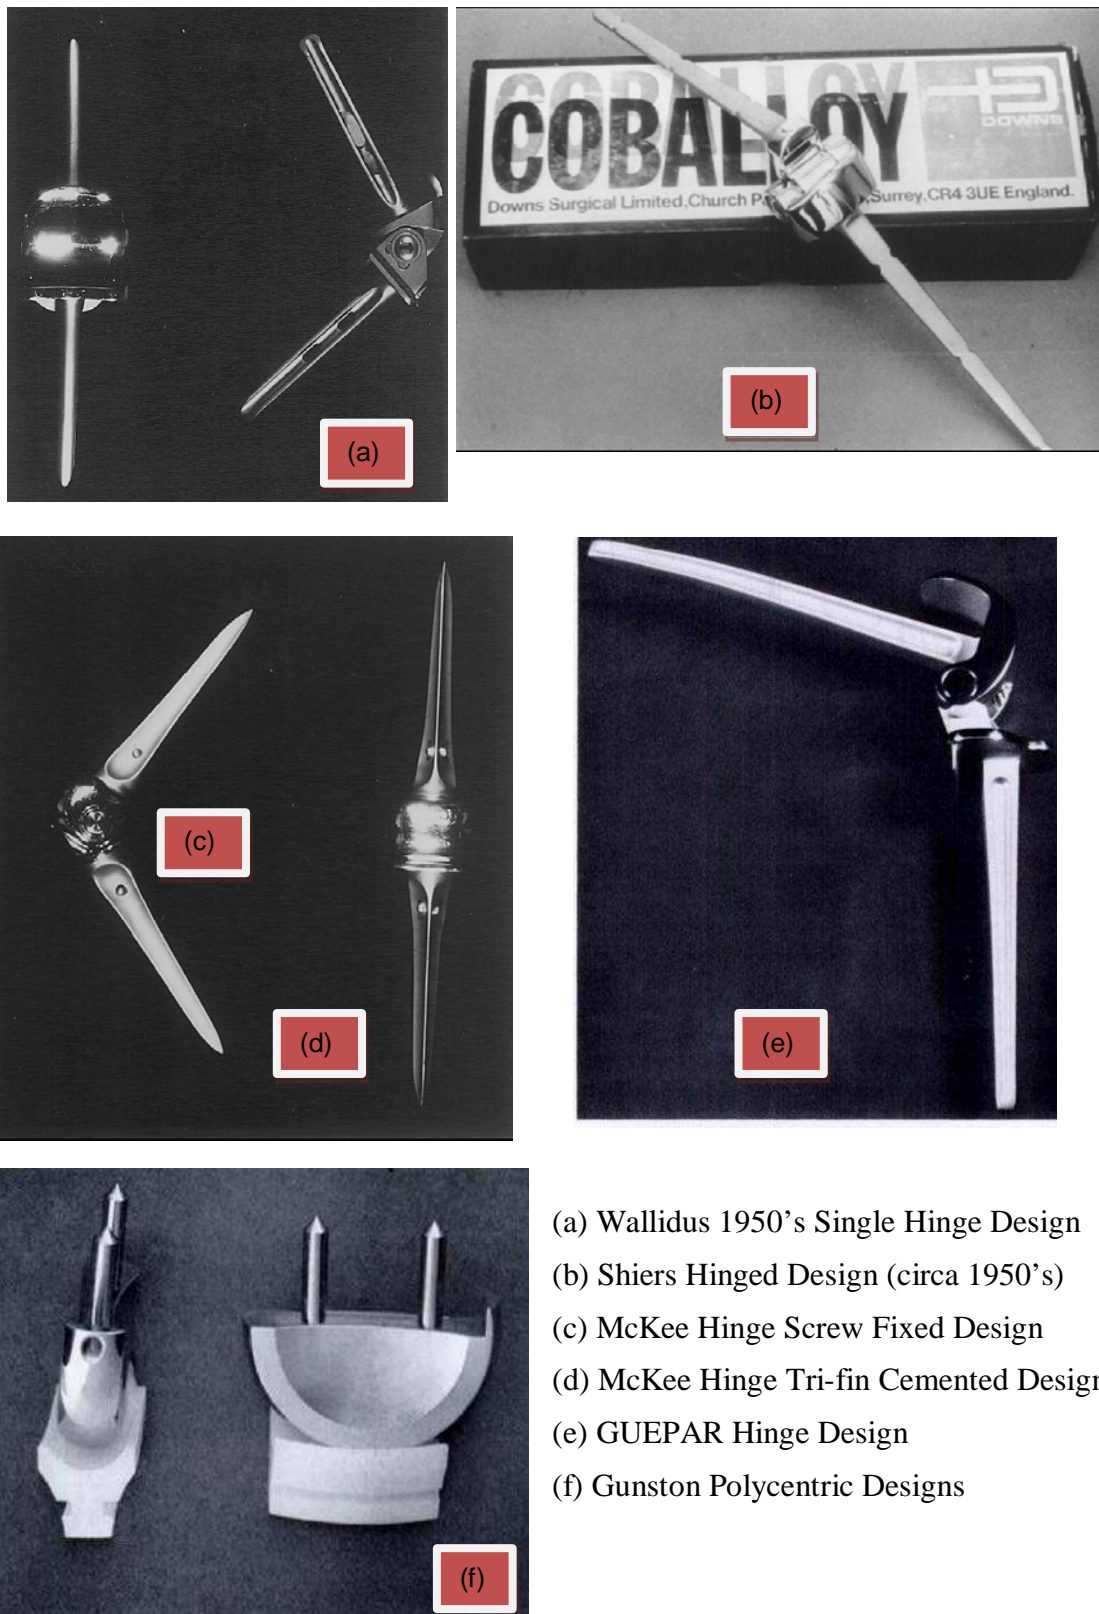 (a)
COBALLOY
DOWNS
Downs Surgical Limited, Church P Surrey. CR4 3UE England.
(b)
(c)
(d)
(e)
(a) Wallidus 1950’s Single Hinge Design
(b) Shiers Hinged Design (circa 1950’s)
(c) McKee Hinge Screw Fixed Design
(d) McKee Hinge Tri-fin Cemented Design
(e) GUEPAR Hinge Design
(f) Gunston Polycentric Designs
(f)